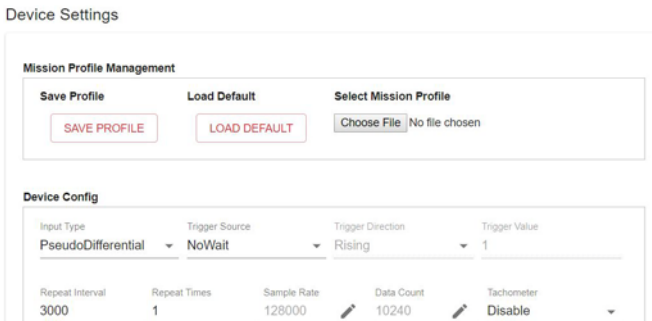 Device Settings
Mission Profile Management
Save Profile Load Default Select Mission Profile
SAVE PROFILE LOAD DEFAULT Choose File No file chosen
Device Config
Input Type Trigger Source Trigger Direction Trigger Value
PseudoDifferential NoWait Rising 1
Repeat Interval Repeat Times Sample Rate Data Count Tachometer
3000 1 128000 10240 Disable